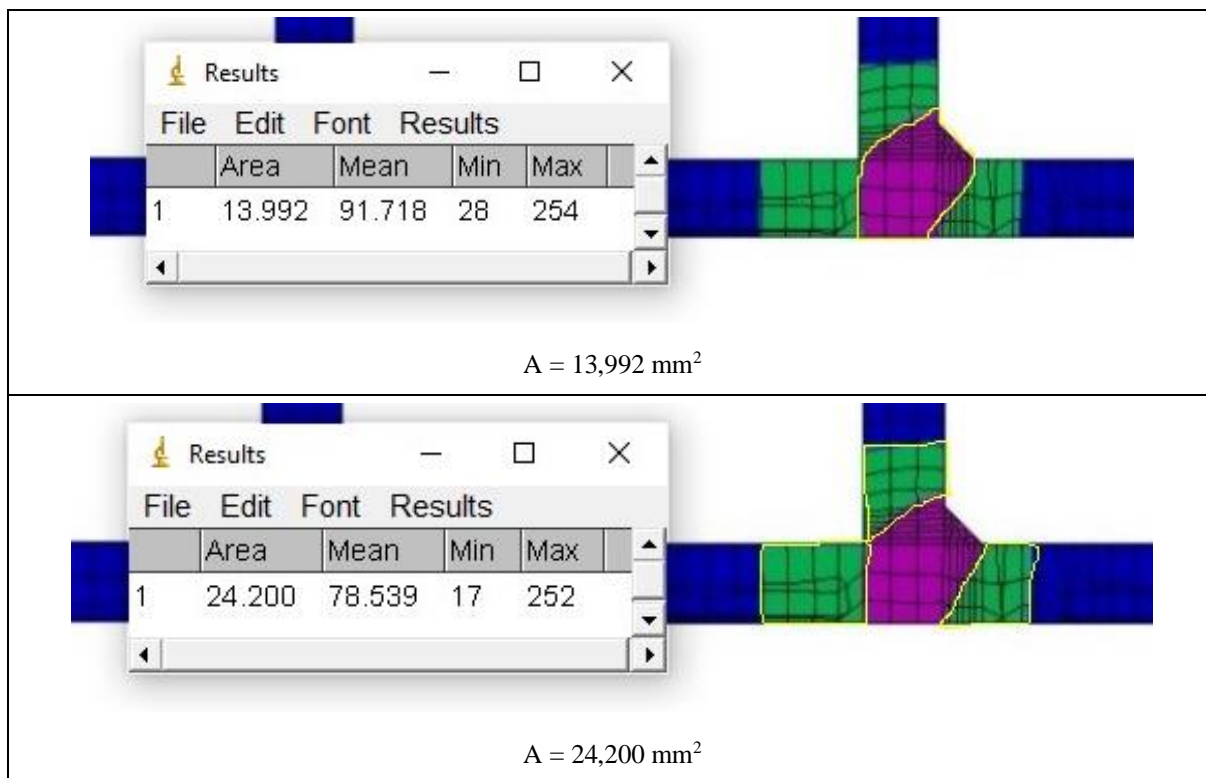 Results
File Edit Font Results
Area Mean Min Max
1 13.992 91.718 28 254
A = 13,992 mm²
Results
File Edit Font Results
Area Mean Min Max
1 24.200 78.539 17 252
A = 24,200 mm²